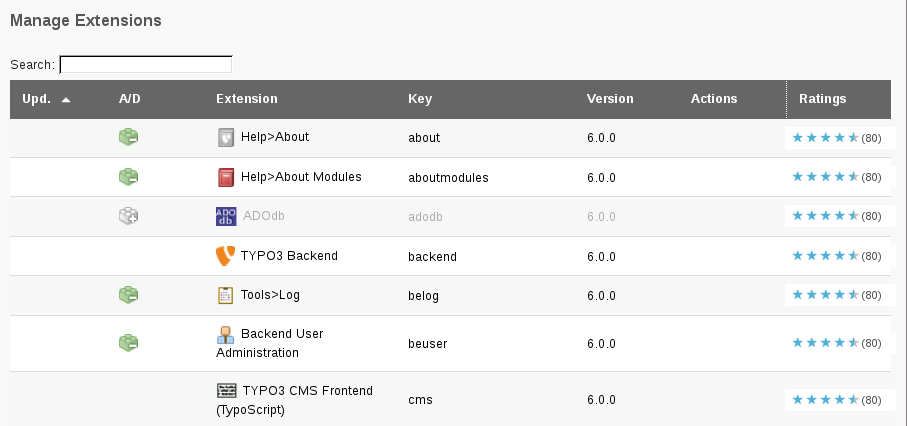 Manage Extensions
Search:
Upd. A/D Extension Key Version Actions Ratings
Help>About about 6.0.0 (80)
Help>About Modules aboutmodules 6.0.0 (80)
ADO db ADOdb adodb 6.0.0 (80)
TYPO3 Backend backend 6.0.0 (80)
Tools>Log belog 6.0.0 (80)
Backend User
Administration beuser 6.0.0 (80)
TYPO3 CMS Frontend
(TypoScript) cms 6.0.0 (80)